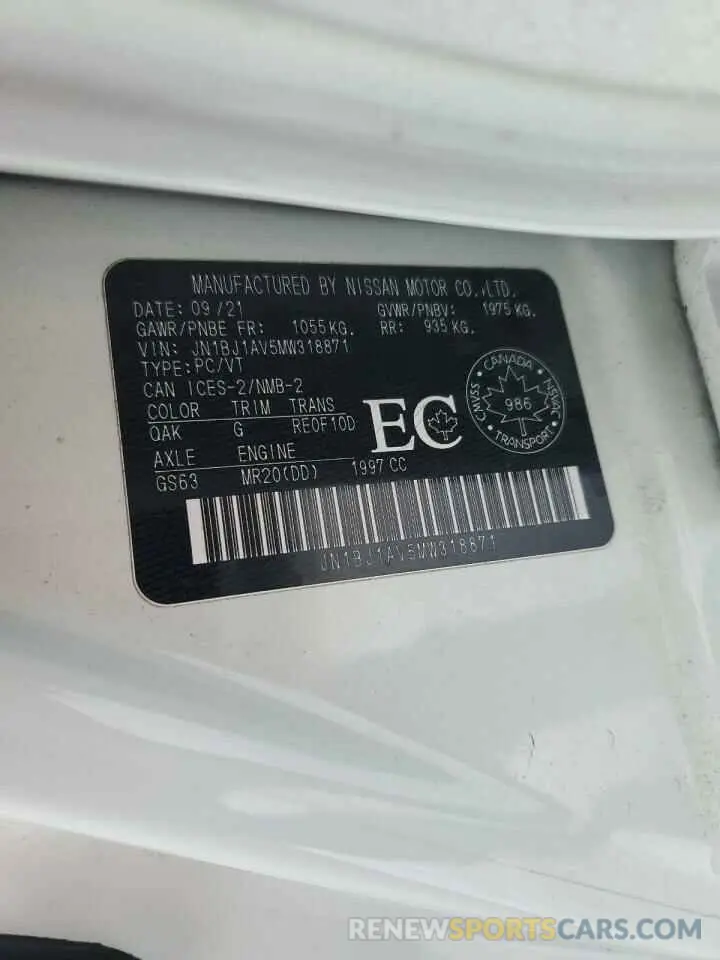 MANUFACTURED BY NISSAN MOTOR CO.,LTD.
DATE: 09/21 GVWR/PNBV: 1975 KG.
GAWR/PNBE FR: 1055 KG. RR: 935 KG.
VIN: JN1BJ1AV5MW318871
TYPE: PC/VT
CAN ICES-2/NMB-2
COLOR TRIM TRANS
QAK G RE0F10D
EC
CANADA
CMVSS
NSVAC
986
TRANSPORT
AXLE ENGINE
GS63 MR20(DD) 1997 CC
JN1BJ1AV5MW318871
RENEWSPORTSCARS.COM